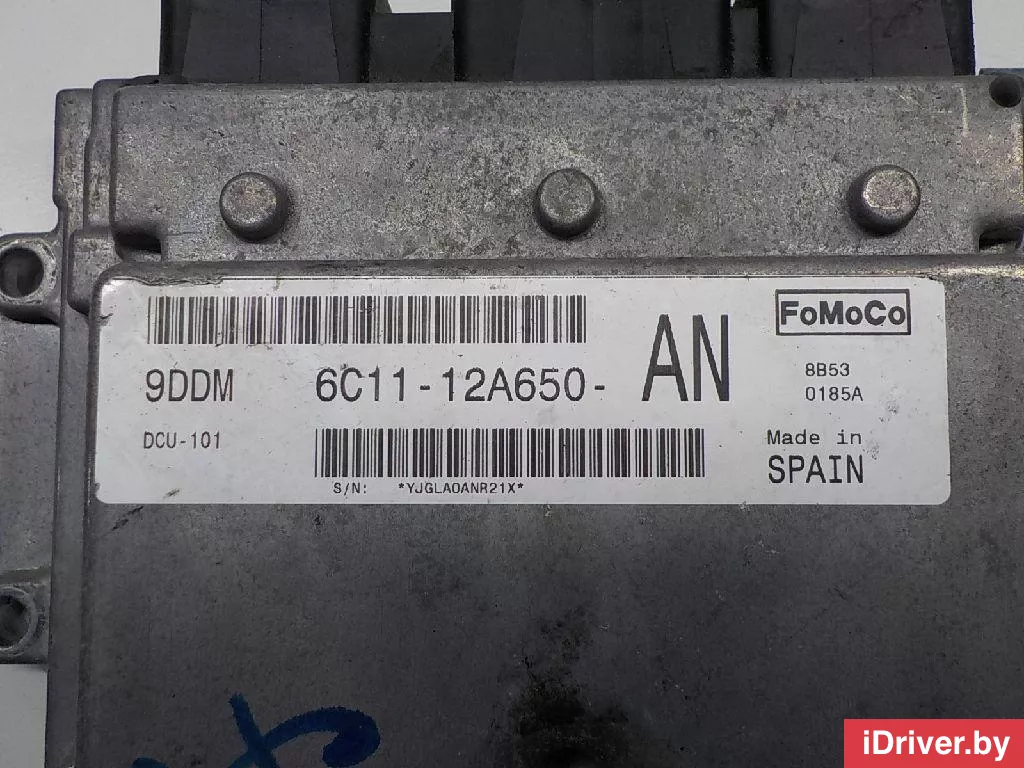 FoMoCo
9DDM 6C11-12A650- AN
8B53
0185A
DCU-101
Made in
SPAIN
S/N: *YJGLA0ANR21X*
iDriver.by